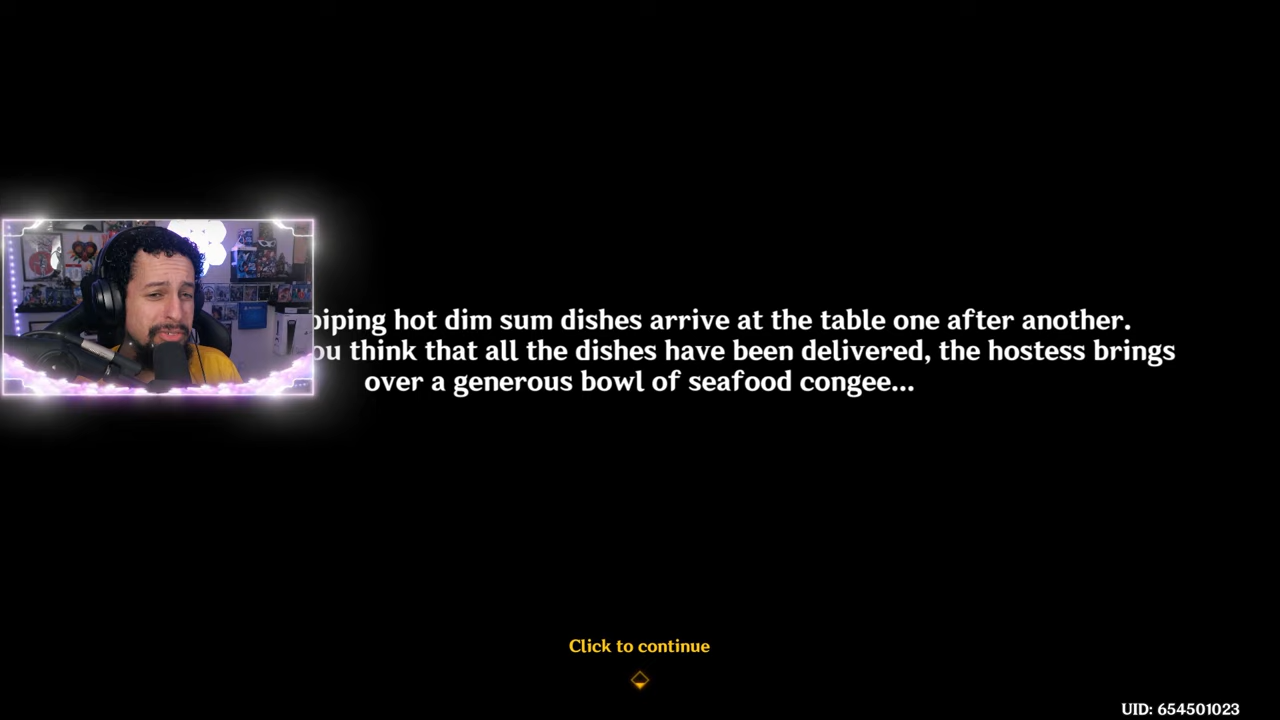 piping hot dim sum dishes arrive at the table one after another.
think that all the dishes have been delivered, the hostess brings
over a generous bowl of seafood congee...
Click to continue
UID: 654501023